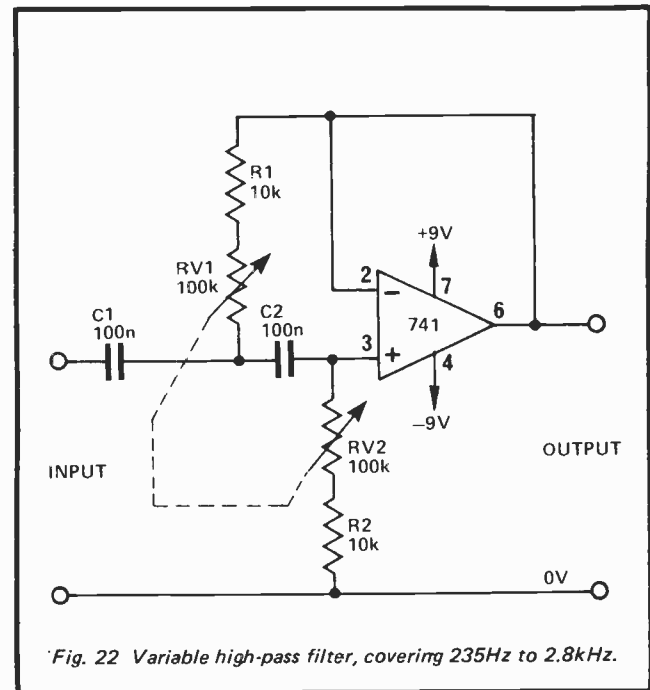 R1
10k
+9V
RV1
100k
2
7
C2
100n
C1
100n
−
741
6
3
+
4
−9V
RV2
100k
INPUT
OUTPUT
R2
10k
0V
Fig. 22 Variable high-pass filter, covering 235Hz to 2.8kHz.